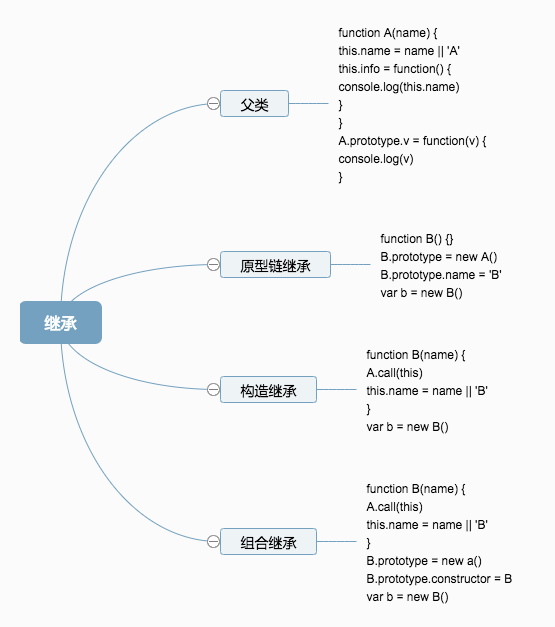 继承
父类
function A(name) {
this.name = name || 'A'
this.info = function() {
console.log(this.name)
}
}
A.prototype.v = function(v) {
console.log(v)
}
原型链继承
function B() {}
B.prototype = new A()
B.prototype.name = 'B'
var b = new B()
构造继承
function B(name) {
A.call(this)
this.name = name || 'B'
}
var b = new B()
组合继承
function B(name) {
A.call(this)
this.name = name || 'B'
}
B.prototype = new a()
B.prototype.constructor = B
var b = new B()